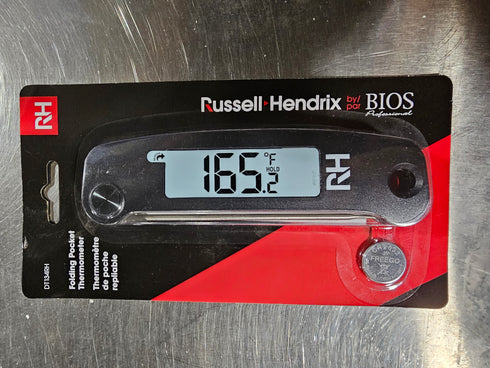 RH
Russell Hendrix by/
par BIOS
Professional
165.2 °F
HOLD
RH
Folding Pocket
Thermometer
Thermomètre
de poche
repliable
DT134RH
FREEGO